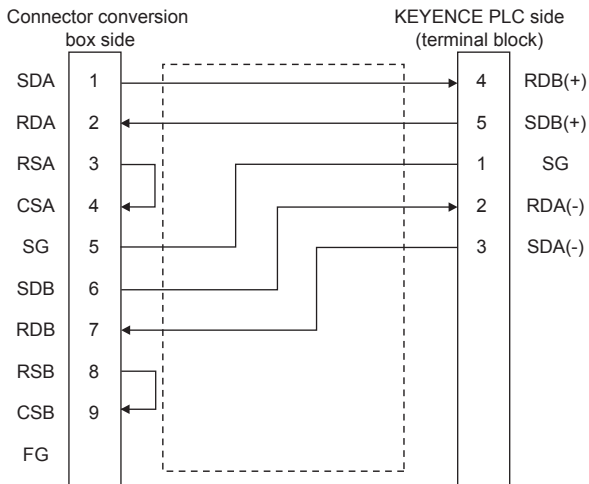 Connector conversion
box side
KEYENCE PLC side
(terminal block)
SDA 1 4 RDB(+)
RDA 2 5 SDB(+)
RSA 3 1 SG
CSA 4 2 RDA(-)
SG 5 3 SDA(-)
SDB 6
RDB 7
RSB 8
CSB 9
FG